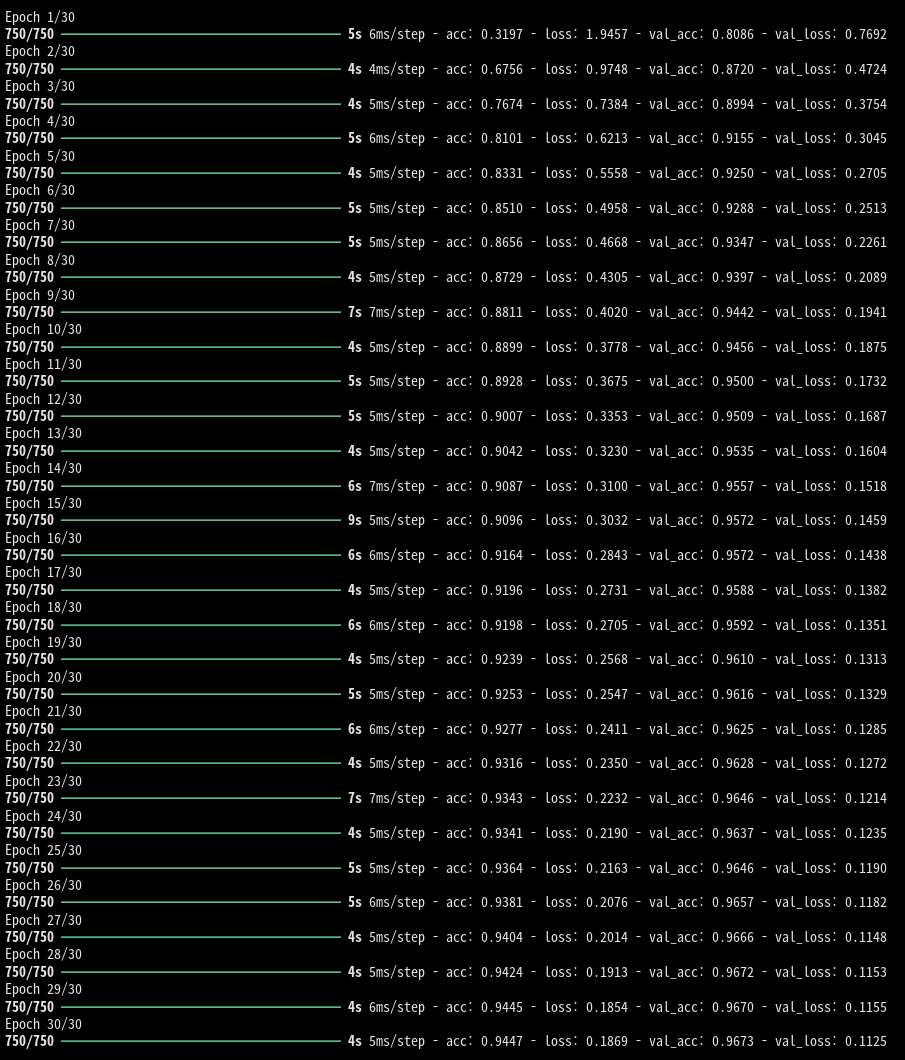 Epoch 1/30
750/750 ━━━━━━━━━━━━━━━━━━━━ 5s 6ms/step - acc: 0.3197 - loss: 1.9457 - val_acc: 0.8086 - val_loss: 0.7692
Epoch 2/30
750/750 ━━━━━━━━━━━━━━━━━━━━ 4s 4ms/step - acc: 0.6756 - loss: 0.9748 - val_acc: 0.8720 - val_loss: 0.4724
Epoch 3/30
750/750 ━━━━━━━━━━━━━━━━━━━━ 4s 5ms/step - acc: 0.7674 - loss: 0.7384 - val_acc: 0.8994 - val_loss: 0.3754
Epoch 4/30
750/750 ━━━━━━━━━━━━━━━━━━━━ 5s 6ms/step - acc: 0.8101 - loss: 0.6213 - val_acc: 0.9155 - val_loss: 0.3045
Epoch 5/30
750/750 ━━━━━━━━━━━━━━━━━━━━ 4s 5ms/step - acc: 0.8331 - loss: 0.5558 - val_acc: 0.9250 - val_loss: 0.2705
Epoch 6/30
750/750 ━━━━━━━━━━━━━━━━━━━━ 5s 5ms/step - acc: 0.8510 - loss: 0.4958 - val_acc: 0.9288 - val_loss: 0.2513
Epoch 7/30
750/750 ━━━━━━━━━━━━━━━━━━━━ 5s 5ms/step - acc: 0.8656 - loss: 0.4668 - val_acc: 0.9347 - val_loss: 0.2261
Epoch 8/30
750/750 ━━━━━━━━━━━━━━━━━━━━ 4s 5ms/step - acc: 0.8729 - loss: 0.4305 - val_acc: 0.9397 - val_loss: 0.2089
Epoch 9/30
750/750 ━━━━━━━━━━━━━━━━━━━━ 7s 7ms/step - acc: 0.8811 - loss: 0.4020 - val_acc: 0.9442 - val_loss: 0.1941
Epoch 10/30
750/750 ━━━━━━━━━━━━━━━━━━━━ 4s 5ms/step - acc: 0.8899 - loss: 0.3778 - val_acc: 0.9456 - val_loss: 0.1875
Epoch 11/30
750/750 ━━━━━━━━━━━━━━━━━━━━ 5s 5ms/step - acc: 0.8928 - loss: 0.3675 - val_acc: 0.9500 - val_loss: 0.1732
Epoch 12/30
750/750 ━━━━━━━━━━━━━━━━━━━━ 5s 5ms/step - acc: 0.9007 - loss: 0.3353 - val_acc: 0.9509 - val_loss: 0.1687
Epoch 13/30
750/750 ━━━━━━━━━━━━━━━━━━━━ 4s 5ms/step - acc: 0.9042 - loss: 0.3230 - val_acc: 0.9535 - val_loss: 0.1604
Epoch 14/30
750/750 ━━━━━━━━━━━━━━━━━━━━ 6s 7ms/step - acc: 0.9087 - loss: 0.3100 - val_acc: 0.9557 - val_loss: 0.1518
Epoch 15/30
750/750 ━━━━━━━━━━━━━━━━━━━━ 9s 5ms/step - acc: 0.9096 - loss: 0.3032 - val_acc: 0.9572 - val_loss: 0.1459
Epoch 16/30
750/750 ━━━━━━━━━━━━━━━━━━━━ 6s 6ms/step - acc: 0.9164 - loss: 0.2843 - val_acc: 0.9572 - val_loss: 0.1438
Epoch 17/30
750/750 ━━━━━━━━━━━━━━━━━━━━ 4s 5ms/step - acc: 0.9196 - loss: 0.2731 - val_acc: 0.9588 - val_loss: 0.1382
Epoch 18/30
750/750 ━━━━━━━━━━━━━━━━━━━━ 6s 6ms/step - acc: 0.9198 - loss: 0.2705 - val_acc: 0.9592 - val_loss: 0.1351
Epoch 19/30
750/750 ━━━━━━━━━━━━━━━━━━━━ 4s 5ms/step - acc: 0.9239 - loss: 0.2568 - val_acc: 0.9610 - val_loss: 0.1313
Epoch 20/30
750/750 ━━━━━━━━━━━━━━━━━━━━ 5s 5ms/step - acc: 0.9253 - loss: 0.2547 - val_acc: 0.9616 - val_loss: 0.1329
Epoch 21/30
750/750 ━━━━━━━━━━━━━━━━━━━━ 6s 6ms/step - acc: 0.9277 - loss: 0.2411 - val_acc: 0.9625 - val_loss: 0.1285
Epoch 22/30
750/750 ━━━━━━━━━━━━━━━━━━━━ 4s 5ms/step - acc: 0.9316 - loss: 0.2350 - val_acc: 0.9628 - val_loss: 0.1272
Epoch 23/30
750/750 ━━━━━━━━━━━━━━━━━━━━ 7s 7ms/step - acc: 0.9343 - loss: 0.2232 - val_acc: 0.9646 - val_loss: 0.1214
Epoch 24/30
750/750 ━━━━━━━━━━━━━━━━━━━━ 4s 5ms/step - acc: 0.9341 - loss: 0.2190 - val_acc: 0.9637 - val_loss: 0.1235
Epoch 25/30
750/750 ━━━━━━━━━━━━━━━━━━━━ 5s 5ms/step - acc: 0.9364 - loss: 0.2163 - val_acc: 0.9646 - val_loss: 0.1190
Epoch 26/30
750/750 ━━━━━━━━━━━━━━━━━━━━ 5s 6ms/step - acc: 0.9381 - loss: 0.2076 - val_acc: 0.9657 - val_loss: 0.1182
Epoch 27/30
750/750 ━━━━━━━━━━━━━━━━━━━━ 4s 5ms/step - acc: 0.9404 - loss: 0.2014 - val_acc: 0.9666 - val_loss: 0.1148
Epoch 28/30
750/750 ━━━━━━━━━━━━━━━━━━━━ 4s 5ms/step - acc: 0.9424 - loss: 0.1913 - val_acc: 0.9672 - val_loss: 0.1153
Epoch 29/30
750/750 ━━━━━━━━━━━━━━━━━━━━ 4s 6ms/step - acc: 0.9445 - loss: 0.1854 - val_acc: 0.9670 - val_loss: 0.1155
Epoch 30/30
750/750 ━━━━━━━━━━━━━━━━━━━━ 4s 5ms/step - acc: 0.9447 - loss: 0.1869 - val_acc: 0.9673 - val_loss: 0.1125